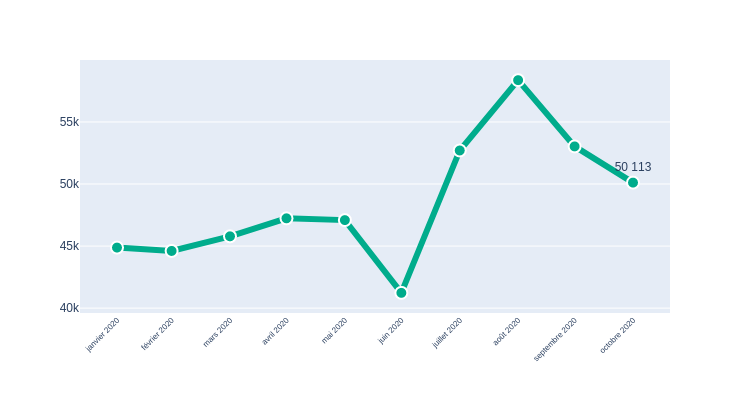 55k
50k
45k
40k
50 113
janvier 2020
février 2020
mars 2020
avril 2020
mai 2020
juin 2020
juillet 2020
août 2020
septembre 2020
octobre 2020